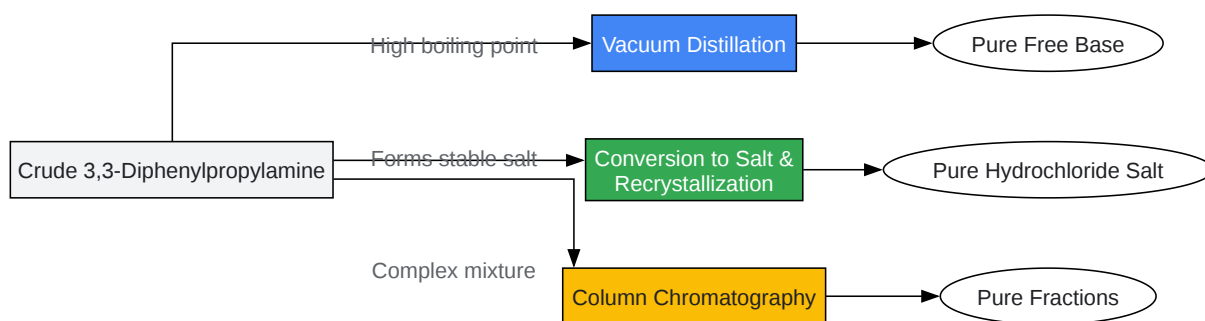 High boiling point
Vacuum Distillation
Pure Free Base
Crude 3,3-Diphenylpropylamine
Forms stable salt
Conversion to Salt &
Recrystallization
Pure Hydrochloride Salt
Complex mixture
Column Chromatography
Pure Fractions